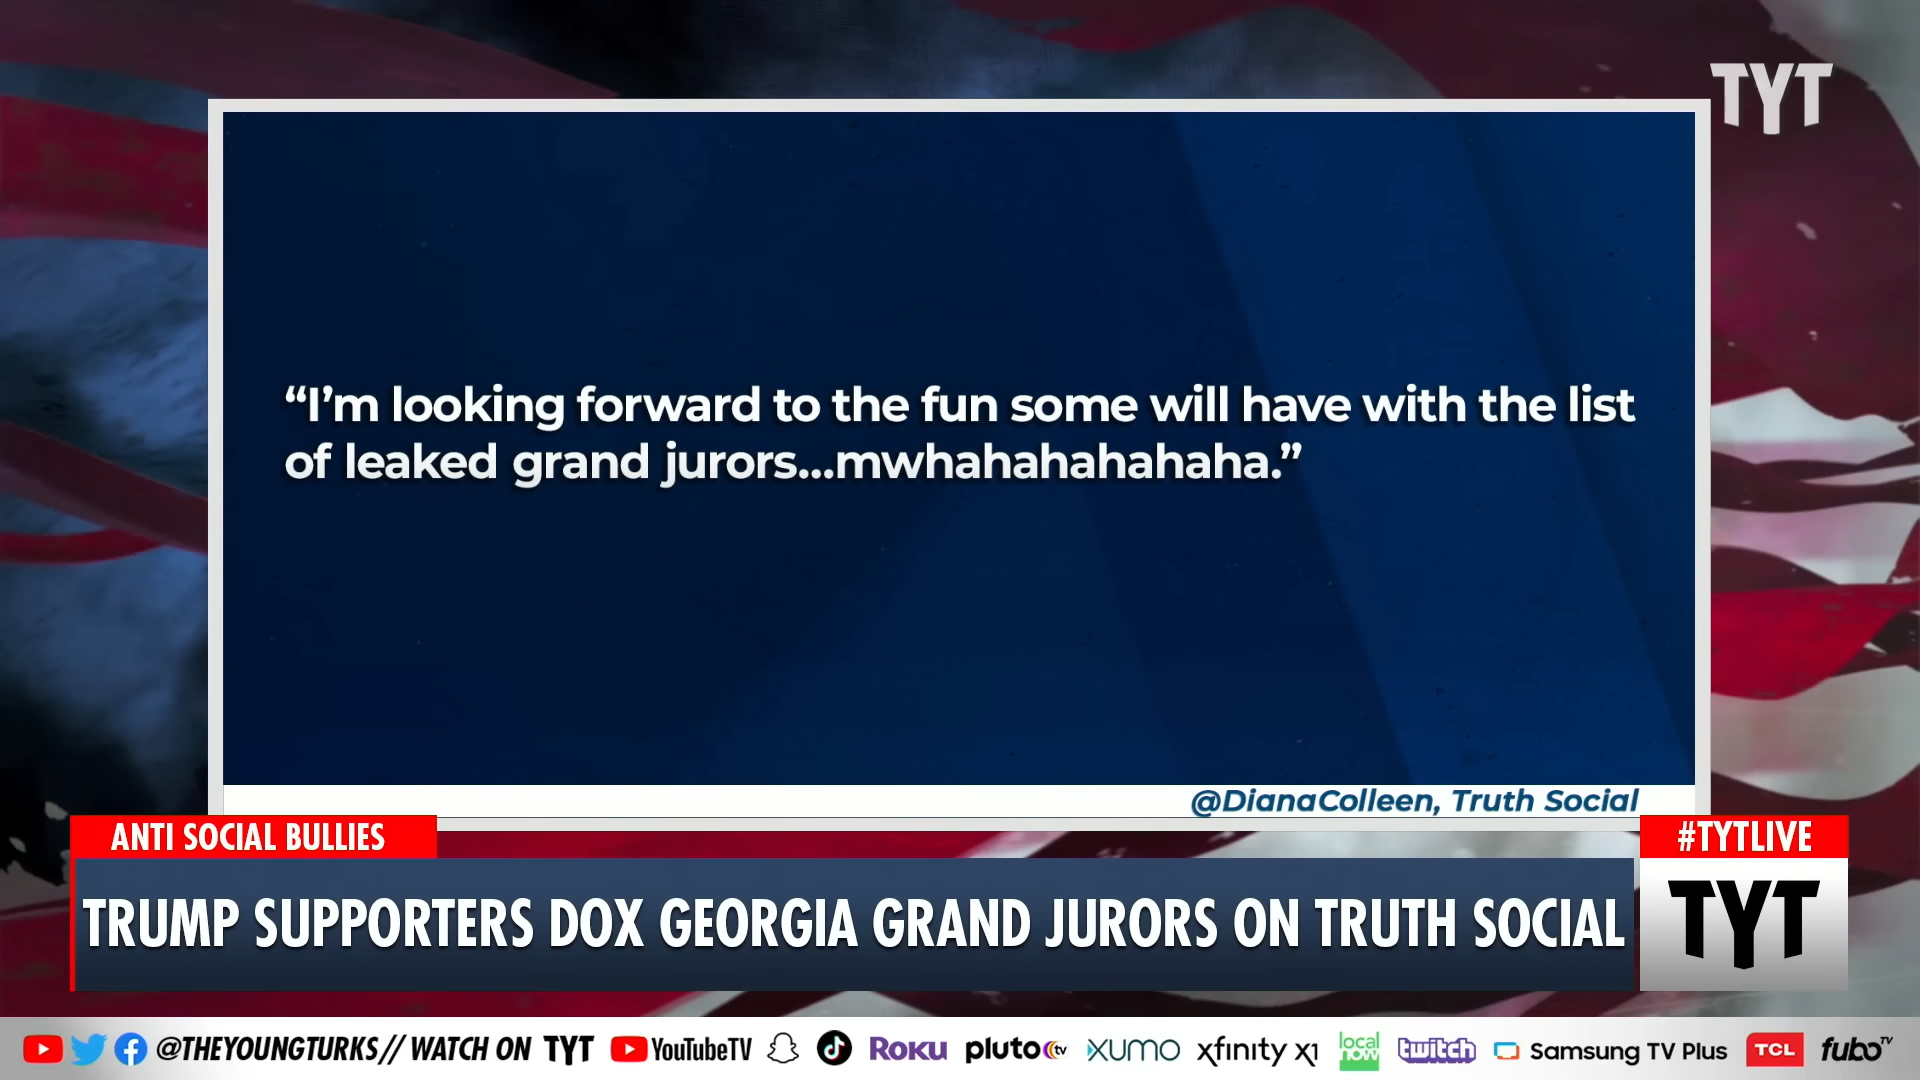 TYT
“I’m looking forward to the fun some will have with the list
of leaked grand jurors...mwhahahahahaha.”
@DianaColleen, Truth Social
ANTI SOCIAL BULLIES
#TYTLIVE
TRUMP SUPPORTERS DOX GEORGIA GRAND JURORS ON TRUTH SOCIAL
TYT
@THEYOUNGTURKS// WATCH ON TYT YouTubeTV ROKU pluto tv XUMO xfinity X1 local now twitch Samsung TV Plus TCL fubo TV